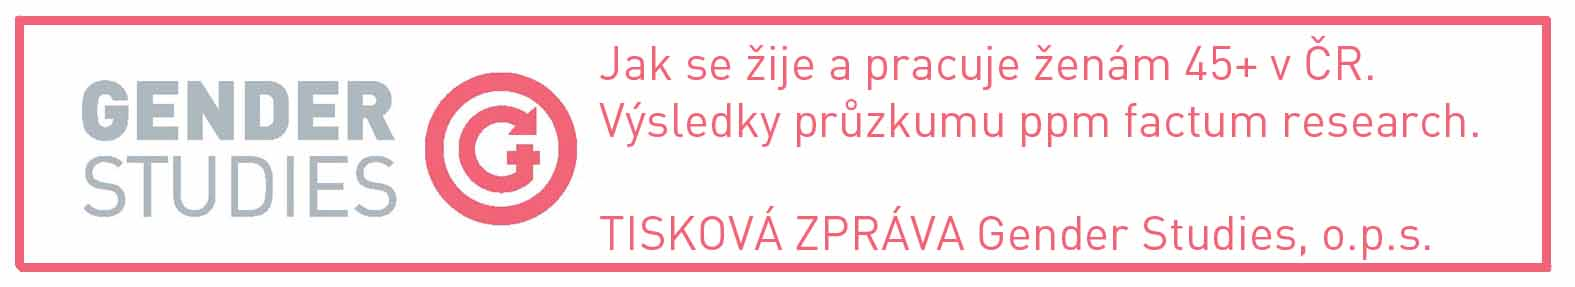 GENDER
STUDIES
Jak se žije a pracuje ženám 45+ v ČR.
Výsledky průzkumu ppm factum research.
TISKOVÁ ZPRÁVA Gender Studies, o.p.s.